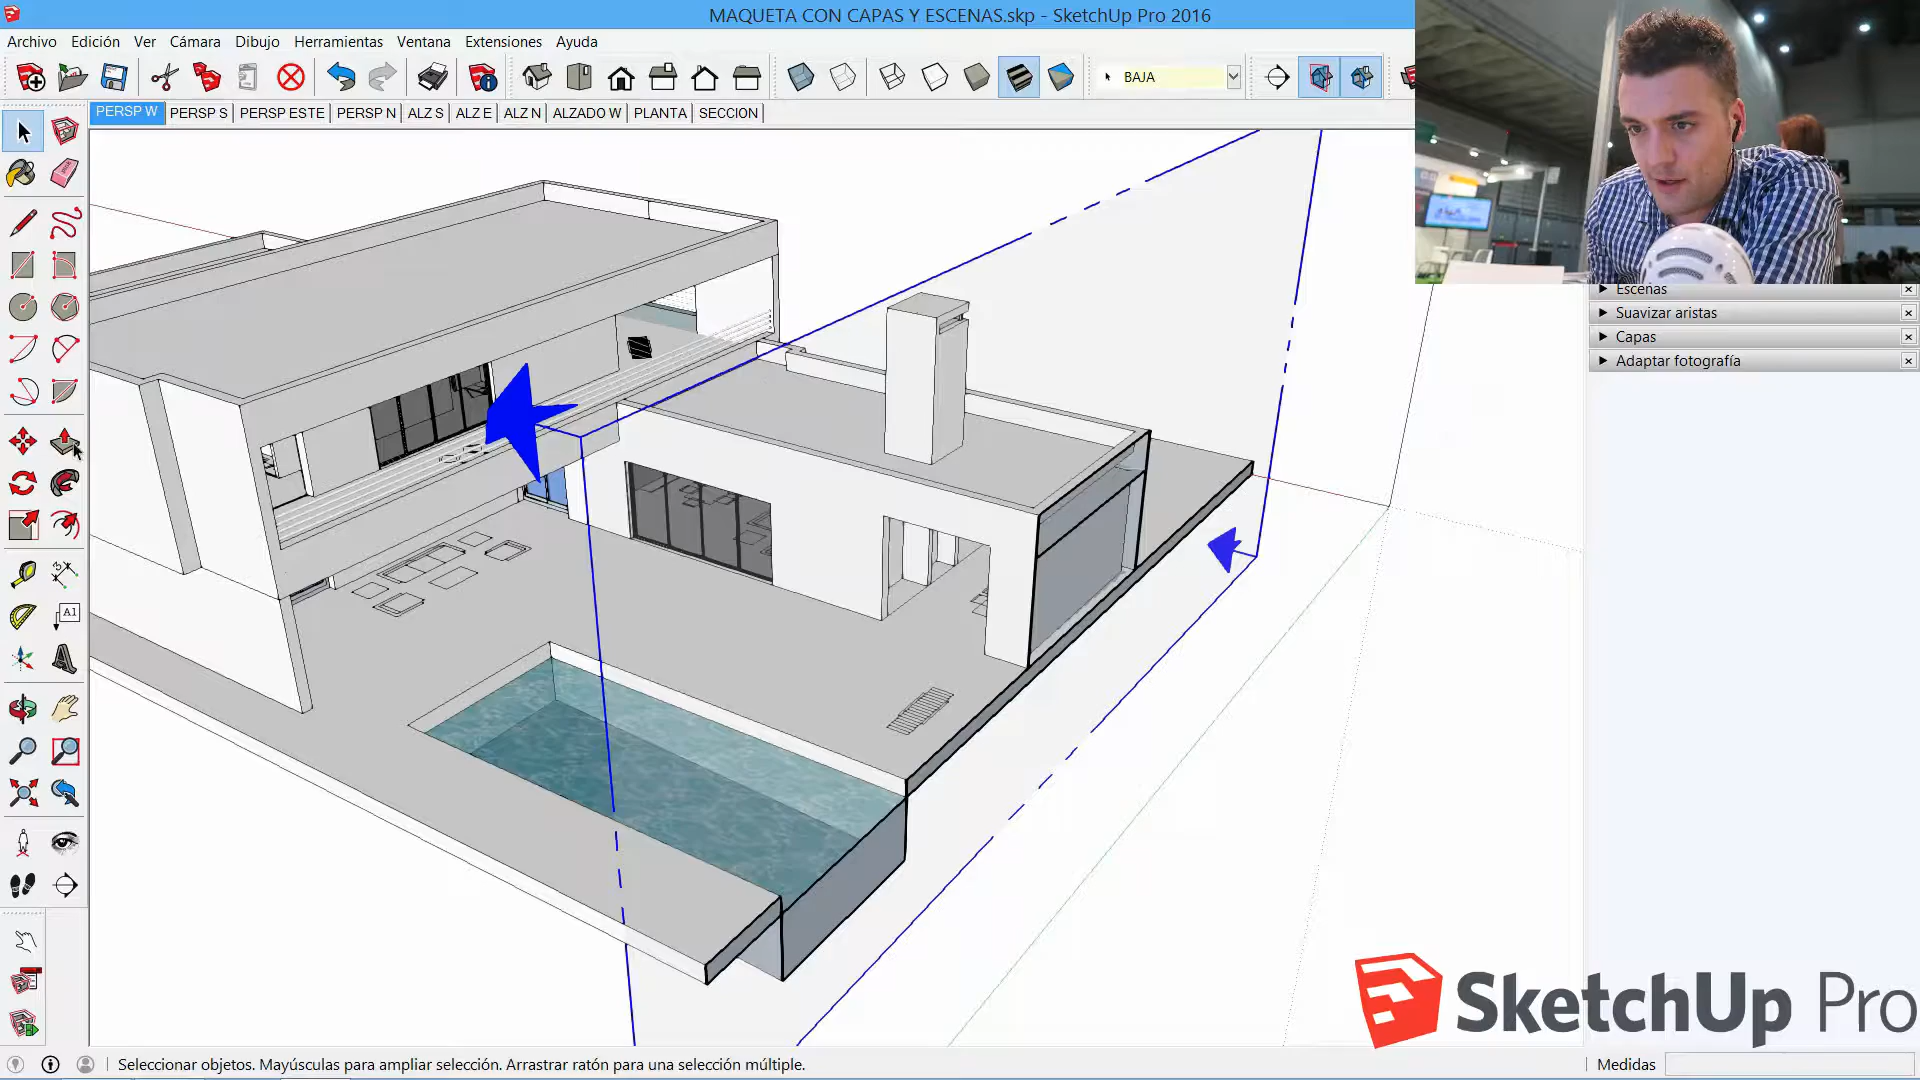 MAQUETA CON CAPAS Y ESCENAS.skp - SketchUp Pro 2016
Archivo Edición Ver Cámara Dibujo Herramientas Ventana Extensiones Ayuda
BAJA
PERSP W PERSP S PERSP ESTE PERSP N ALZ S ALZ E ALZ N ALZADO W PLANTA SECCION
Escenas
Suavizar aristas
Capas
Adaptar fotografía
A1
SketchUp Pro
Seleccionar objetos. Mayúsculas para ampliar selección. Arrastrar ratón para una selección múltiple.
Medidas